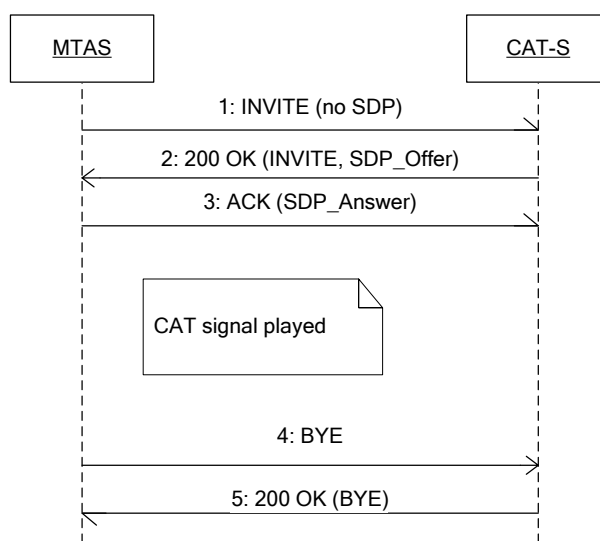 MTAS
CAT-S
1: INVITE (no SDP)
2: 200 OK (INVITE, SDP_Offer)
3: ACK (SDP_Answer)
CAT signal played
4: BYE
5: 200 OK (BYE)